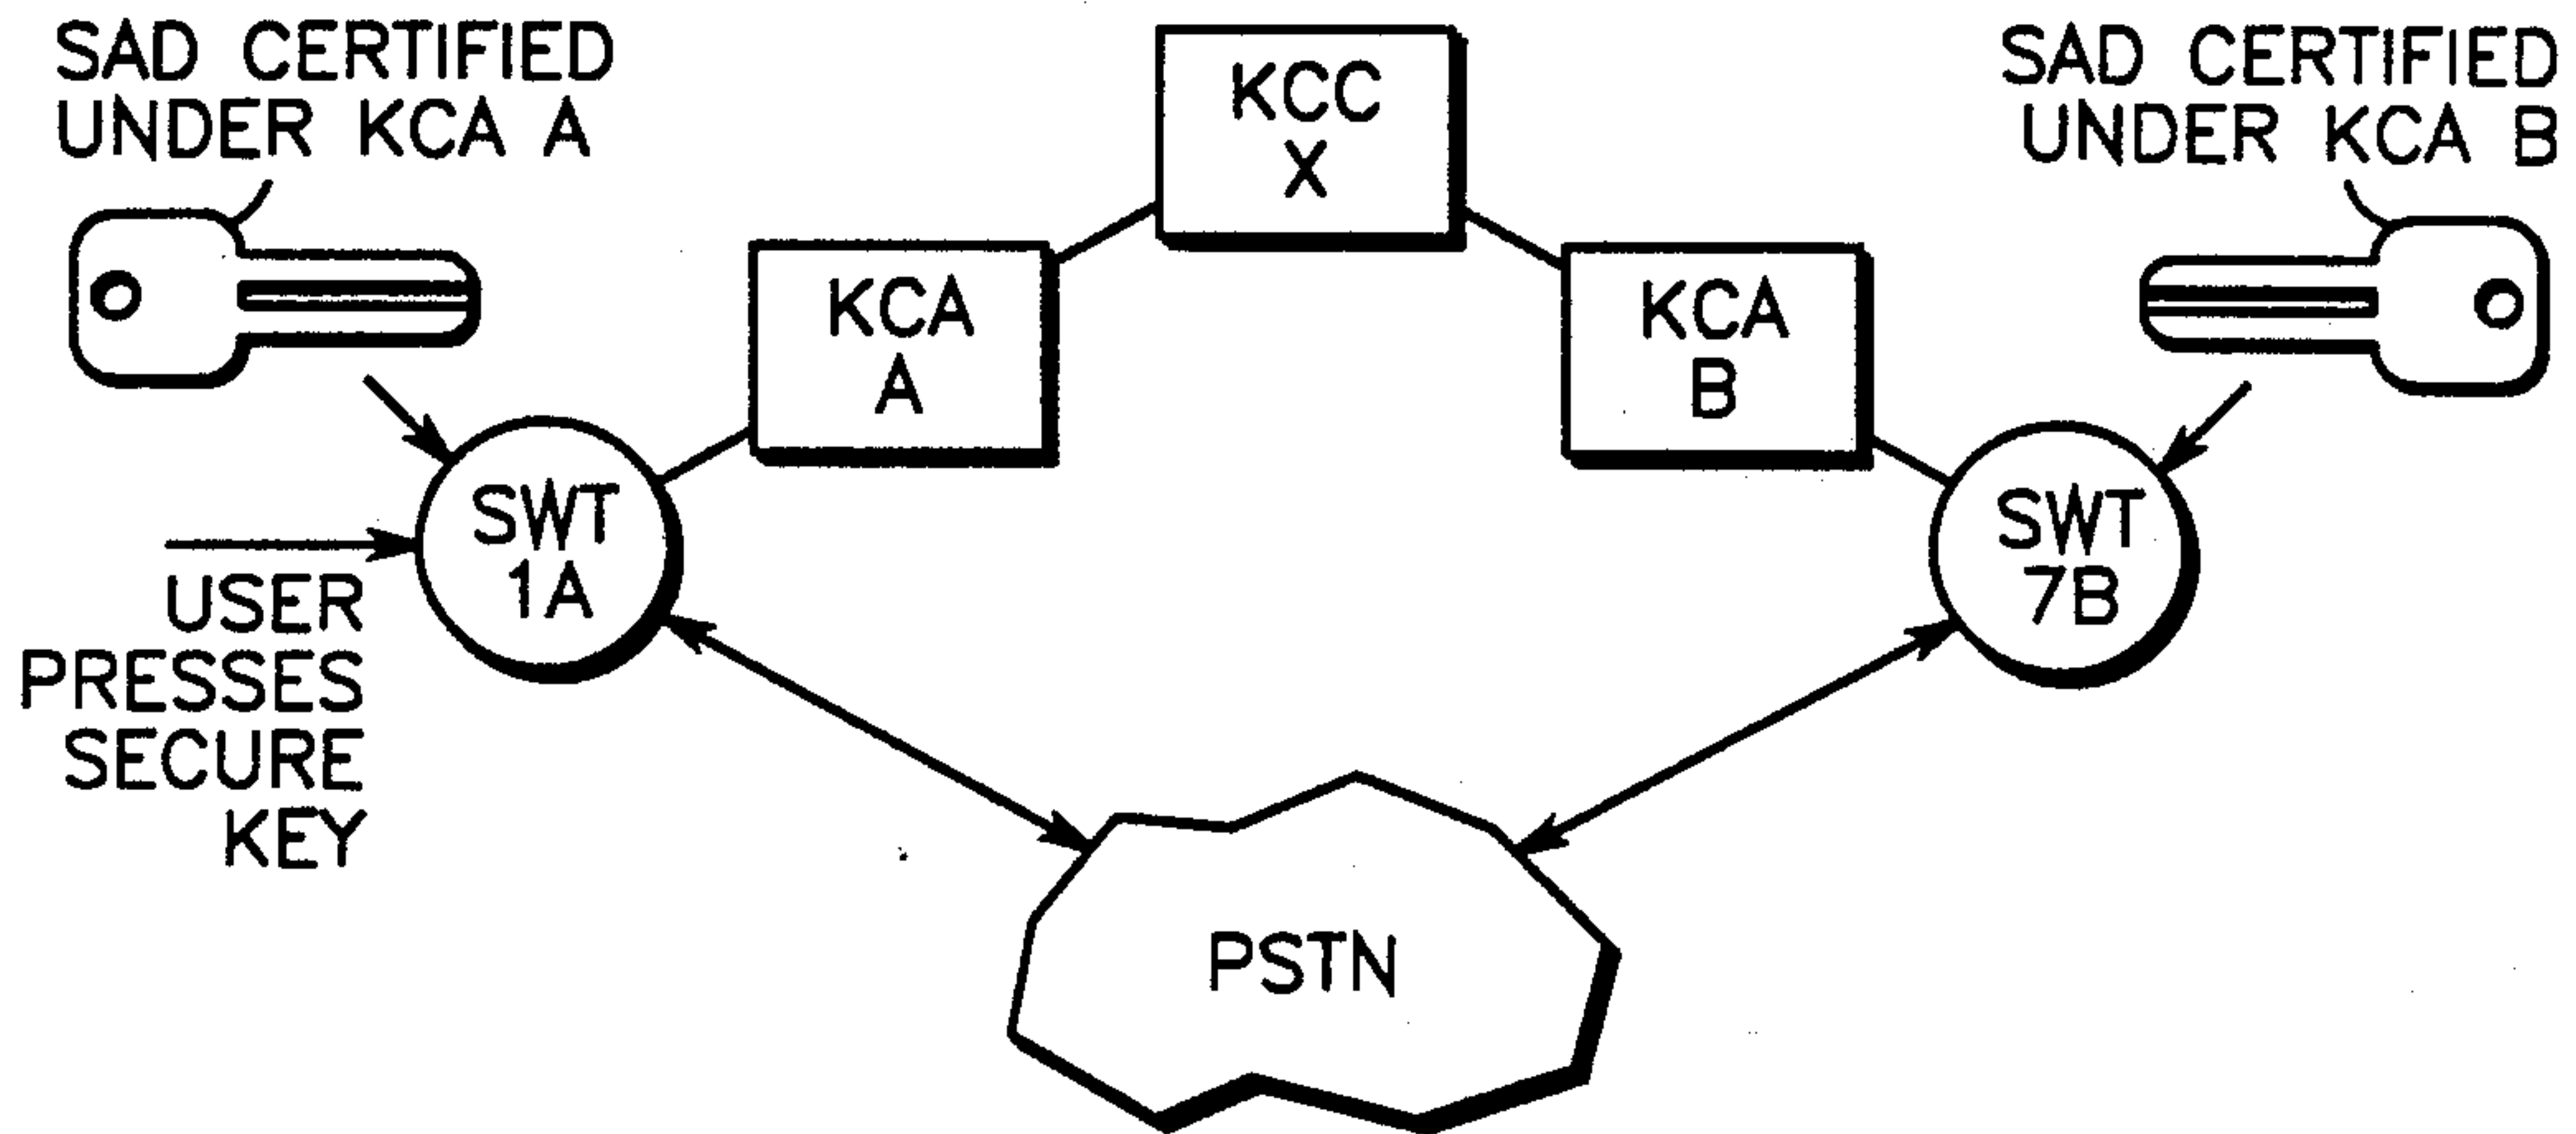 SAD CERTIFIED
UNDER KCA A
KCC
X
SAD CERTIFIED
UNDER KCA B
KCA
A
KCA
B
SWT
1A
SWT
7B
USER
PRESSES
SECURE
KEY
PSTN